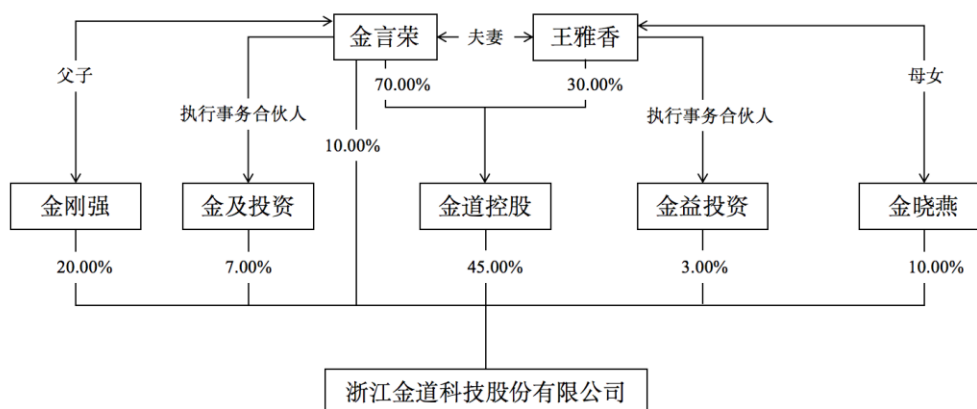 金言荣
夫妻
王雅香
父子
70.00%
30.00%
母女
执行事务合伙人
10.00%
执行事务合伙人
金刚强
金及投资
金道控股
金益投资
金晓燕
20.00%
7.00%
45.00%
3.00%
10.00%
浙江金道科技股份有限公司